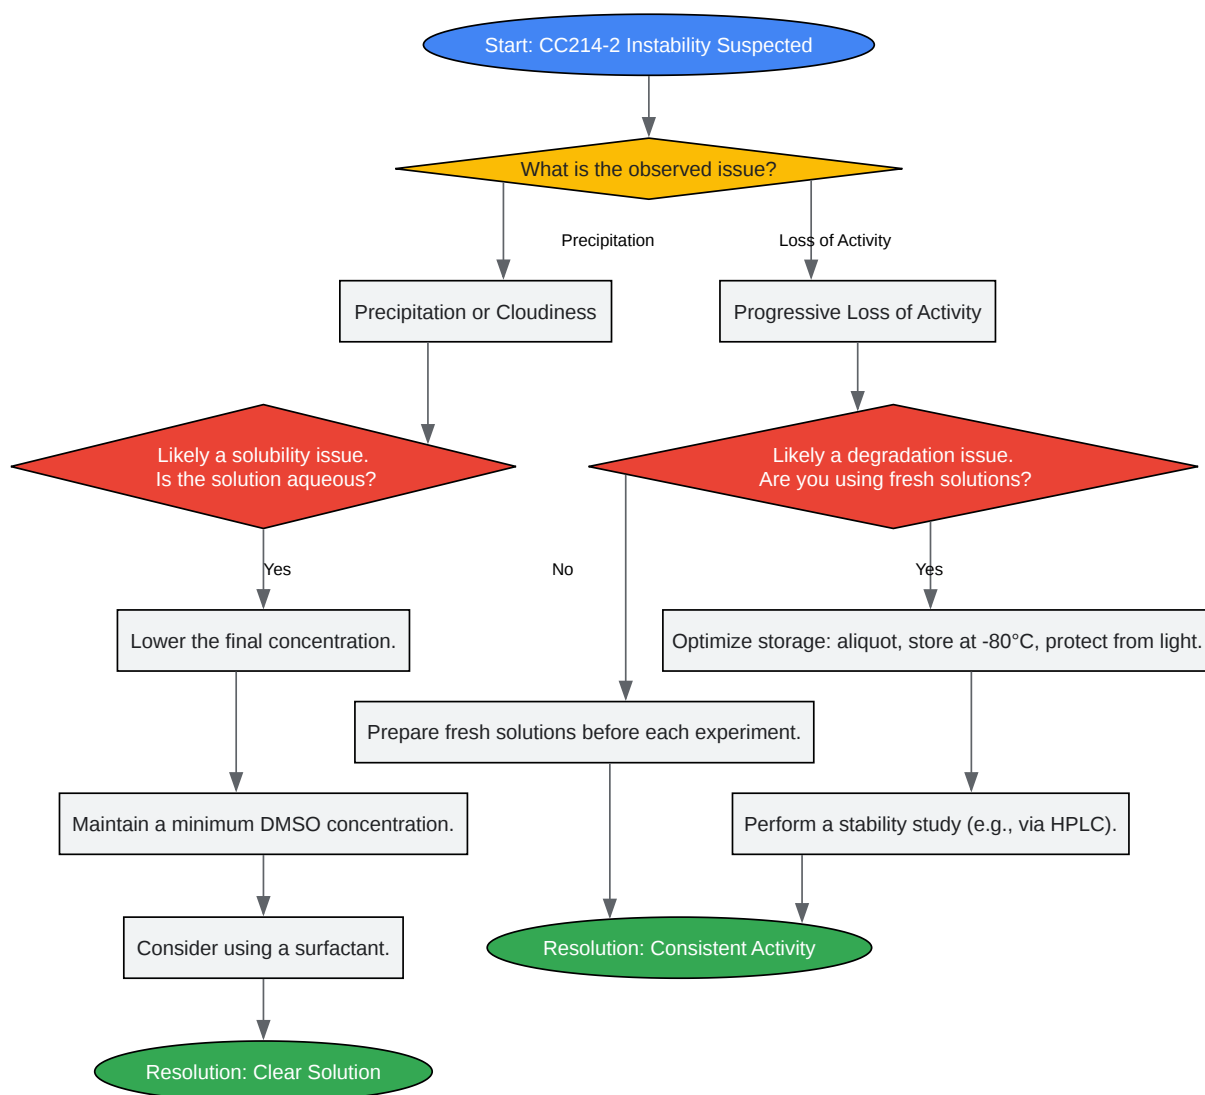 Start: CC214-2 Instability Suspected
What is the observed issue?
Precipitation
Loss of Activity
Precipitation or Cloudiness
Progressive Loss of Activity
Likely a solubility issue.
Is the solution aqueous?
Likely a degradation issue.
Are you using fresh solutions?
Yes
No
Yes
Lower the final concentration.
Optimize storage: aliquot, store at -80°C, protect from light.
Prepare fresh solutions before each experiment.
Maintain a minimum DMSO concentration.
Perform a stability study (e.g., via HPLC).
Consider using a surfactant.
Resolution: Consistent Activity
Resolution: Clear Solution